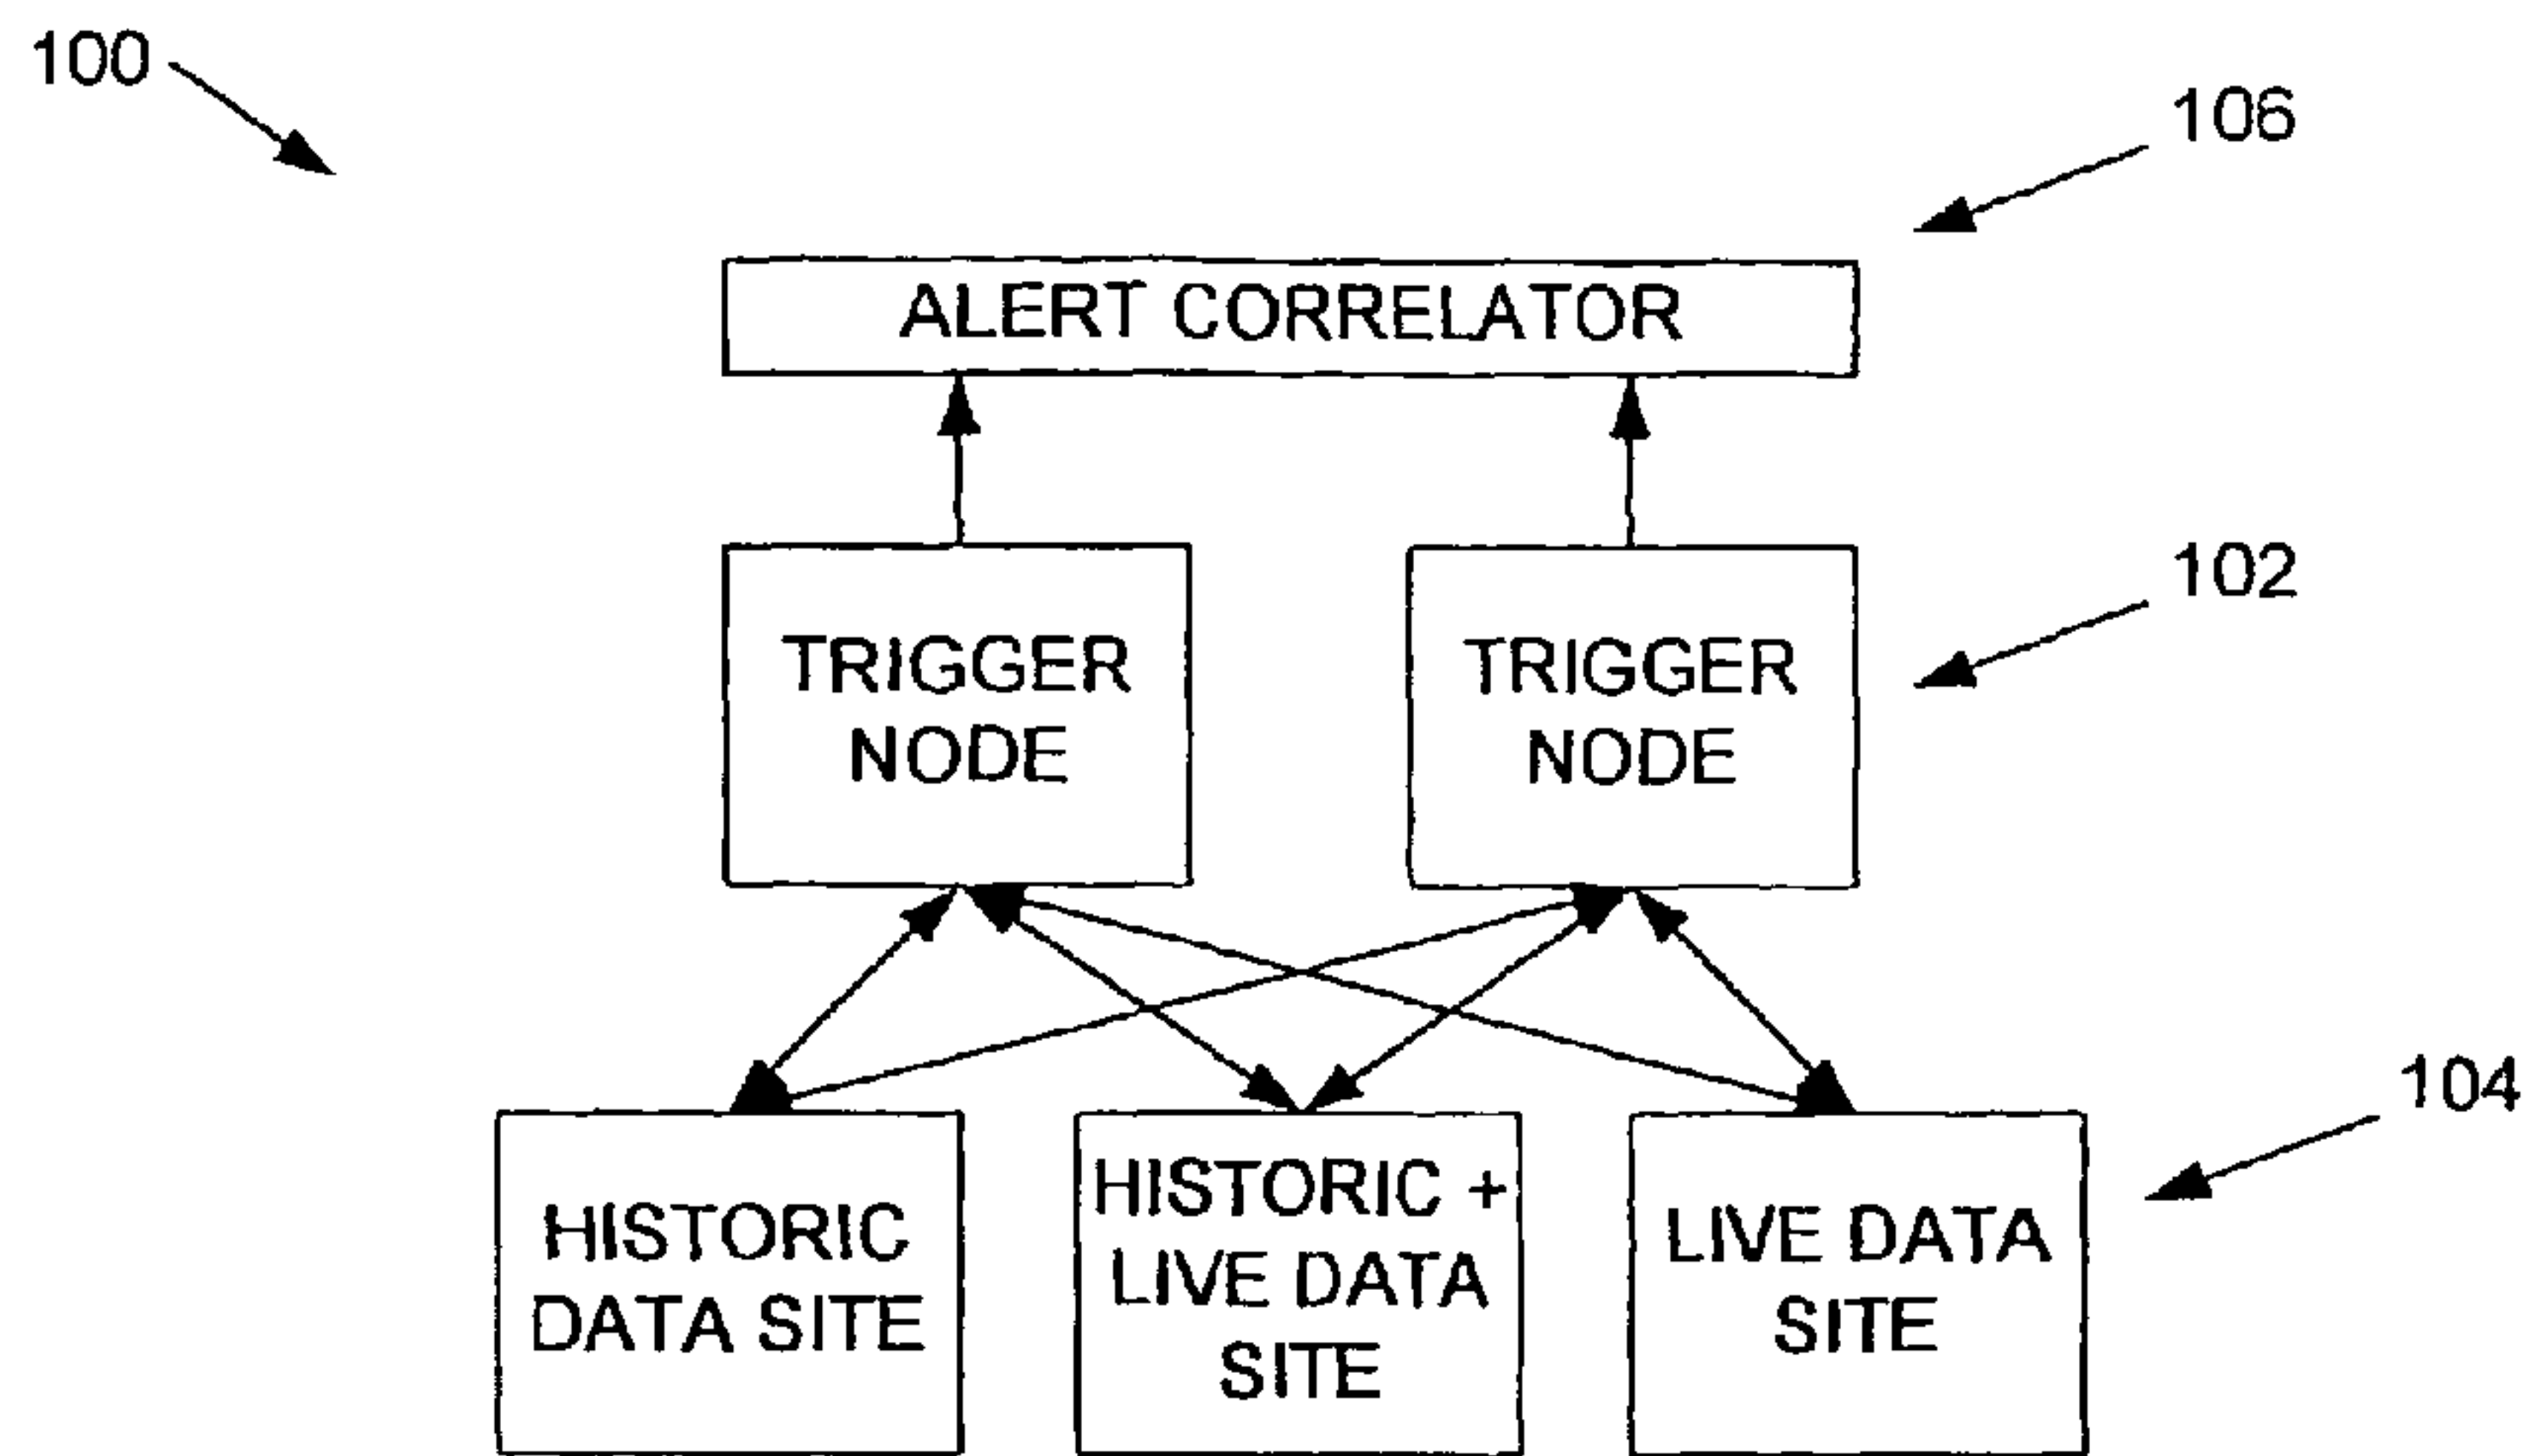 100
106
ALERT CORRELATOR
102
TRIGGER
NODE
TRIGGER
NODE
104
HISTORIC
DATA SITE
HISTORIC +
LIVE DATA
SITE
LIVE DATA
SITE